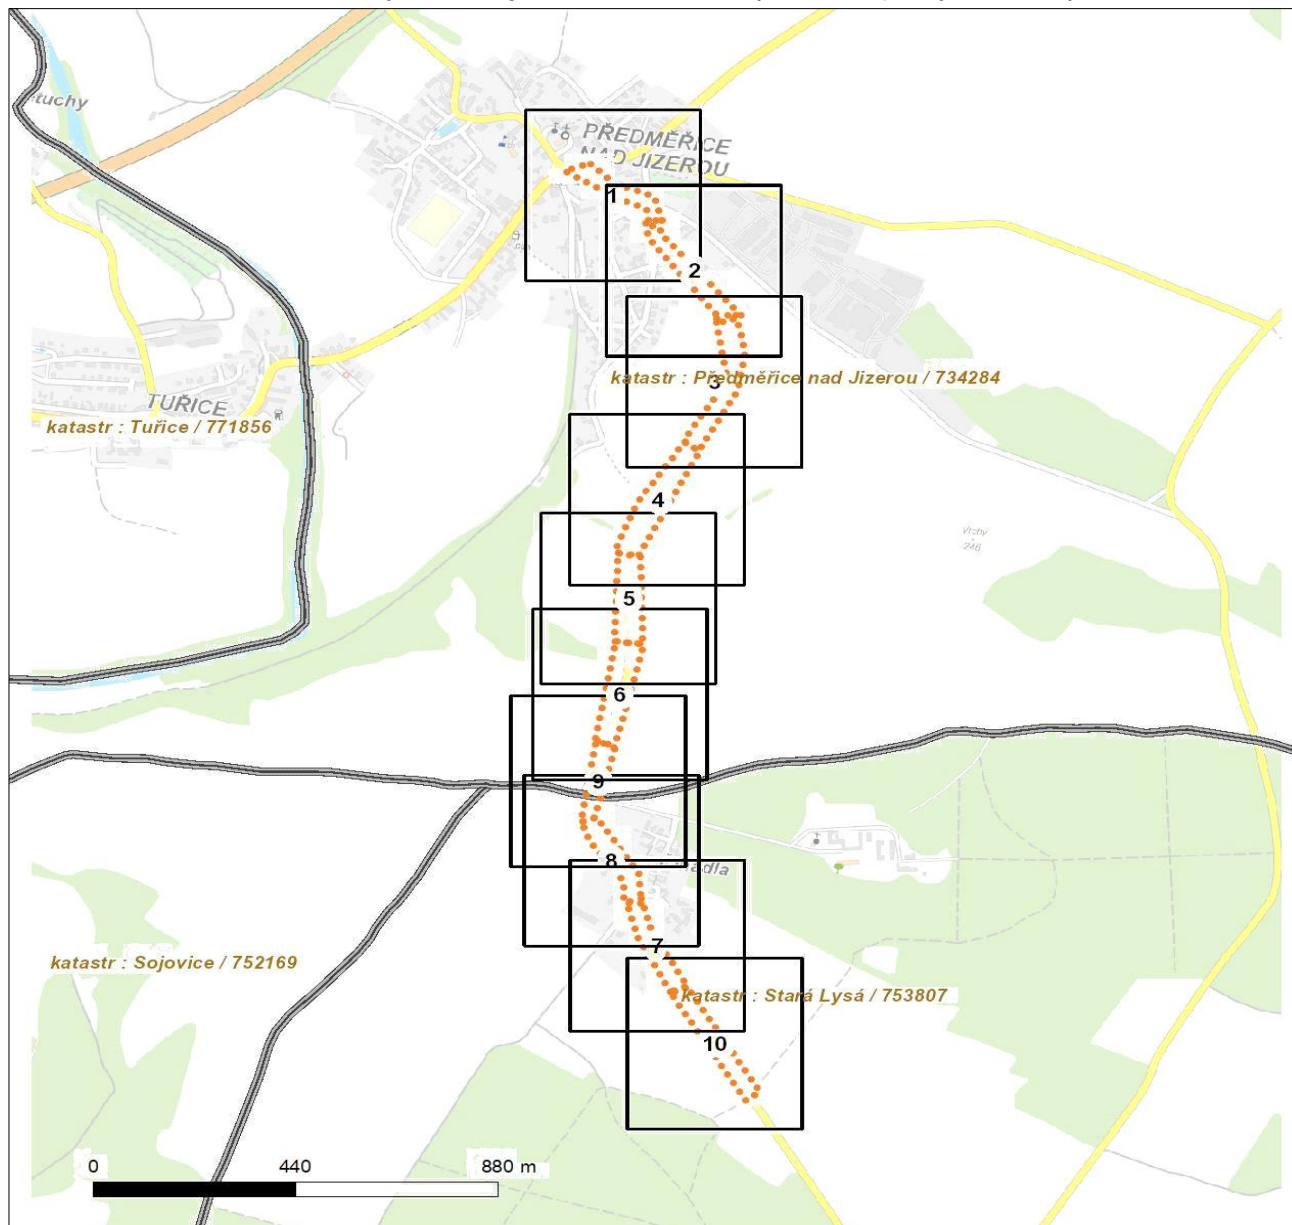 PŘEDMĚŘICE
NAD JIZEROU
1
2
katastr : Předměřice nad Jizerou / 734284
3
TUŘICE
katastr : Tuřice / 771856
4
Vrchy
246
5
6
9
8
7
katastr : Sojovice / 752169
katastr : Stará Lysá / 753807
10
0 440 880 m